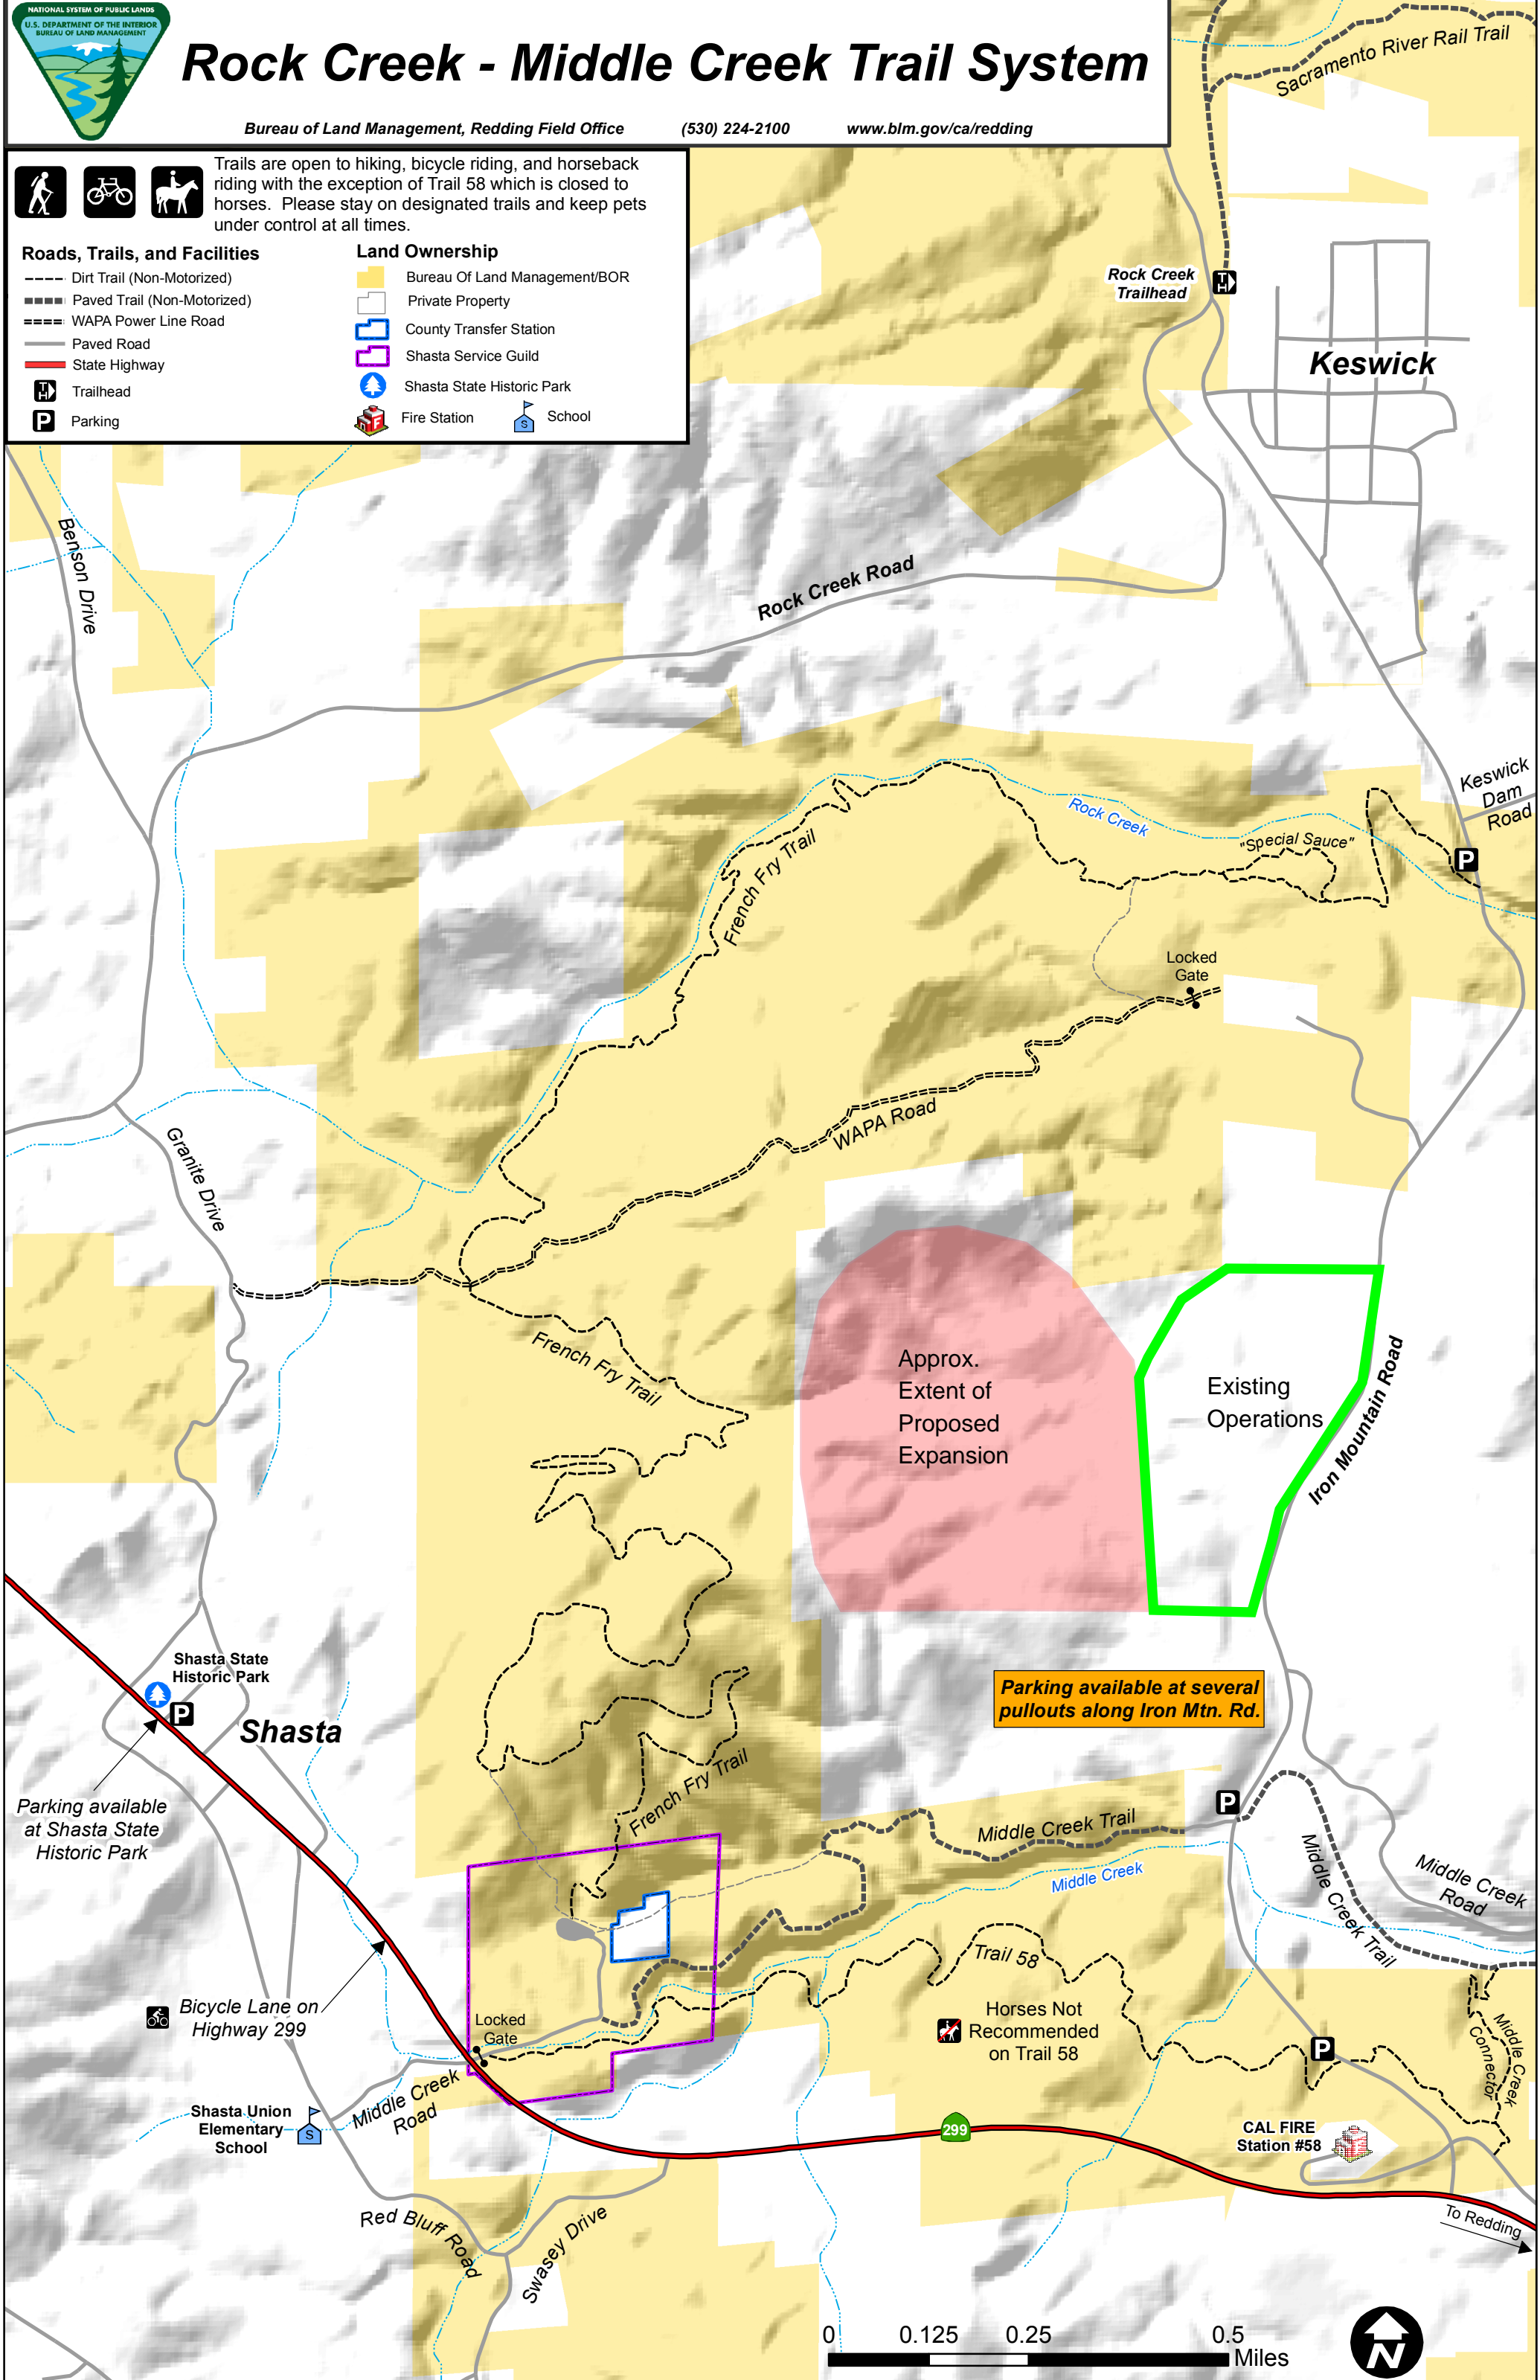 NATIONAL SYSTEM OF PUBLIC LANDS
U.S. DEPARTMENT OF THE INTERIOR
BUREAU OF LAND MANAGEMENT
Rock Creek - Middle Creek Trail System
Bureau of Land Management, Redding Field Office (530) 224-2100 www.blm.gov/ca/redding
Trails are open to hiking, bicycle riding, and horseback
riding with the exception of Trail 58 which is closed to
horses. Please stay on designated trails and keep pets
under control at all times.
Roads, Trails, and Facilities
Dirt Trail (Non-Motorized)
Paved Trail (Non-Motorized)
WAPA Power Line Road
Paved Road
State Highway
TH
Trailhead
P
Parking
Land Ownership
Bureau Of Land Management/BOR
Private Property
County Transfer Station
Shasta Service Guild
Shasta State Historic Park
F
Fire Station
S
School
Sacramento River Rail Trail
Rock Creek
Trailhead
TH
Keswick
Benson Drive
Rock Creek Road
Keswick
Dam
Road
Rock Creek
"Special Sauce"
P
French Fry Trail
Locked
Gate
WAPA Road
Granite Drive
French Fry Trail
Approx.
Extent of
Proposed
Expansion
Existing
Operations
Iron Mountain Road
Shasta State
Historic Park
P
Shasta
Parking available at several
pullouts along Iron Mtn. Rd.
Parking available
at Shasta State
Historic Park
French Fry Trail
P
Middle Creek Trail
Middle Creek
Middle Creek Trail
Middle Creek
Road
Trail 58
Bicycle Lane on
Highway 299
Locked
Gate
Horses Not
Recommended
on Trail 58
P
Middle Creek
Connector
Middle Creek
Road
Shasta Union
Elementary
School
S
299
CAL FIRE
Station #58
Red Bluff Road
Swasey Drive
To Redding
0 0.125 0.25 0.5
Miles
N